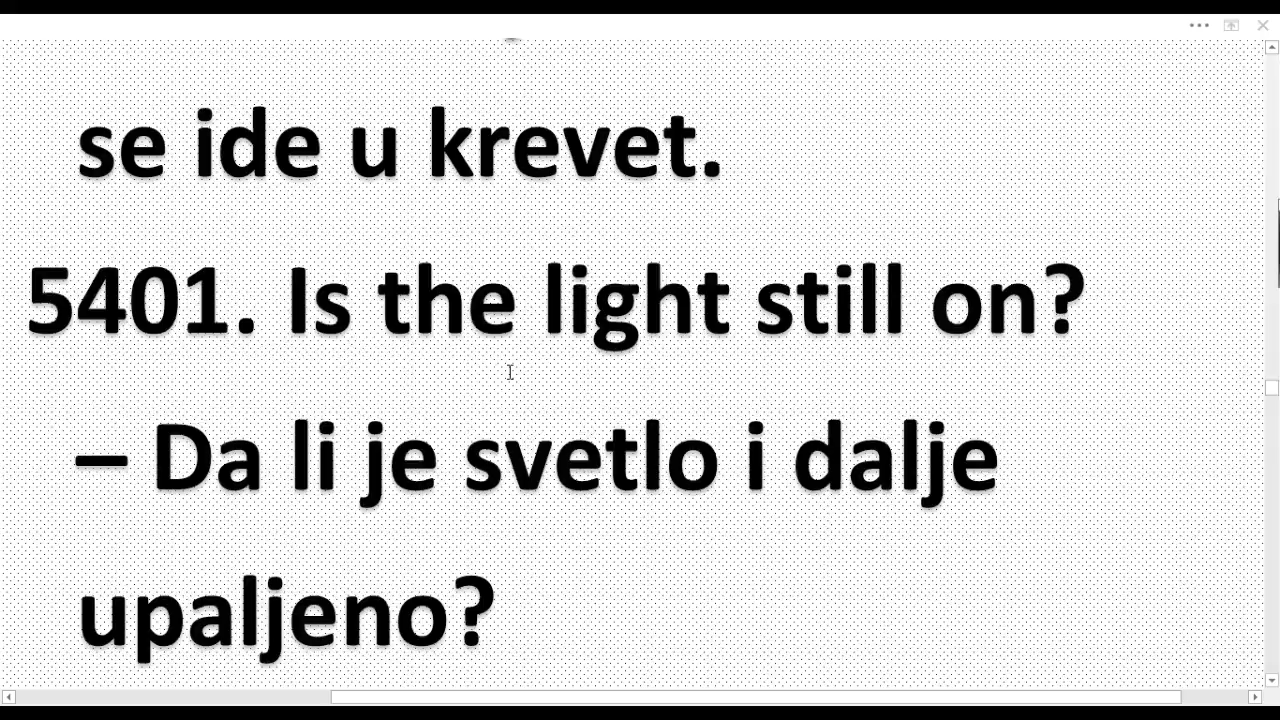 se ide u krevet.
5401. Is the light still on?
– Da li je svetlo i dalje
upaljeno?